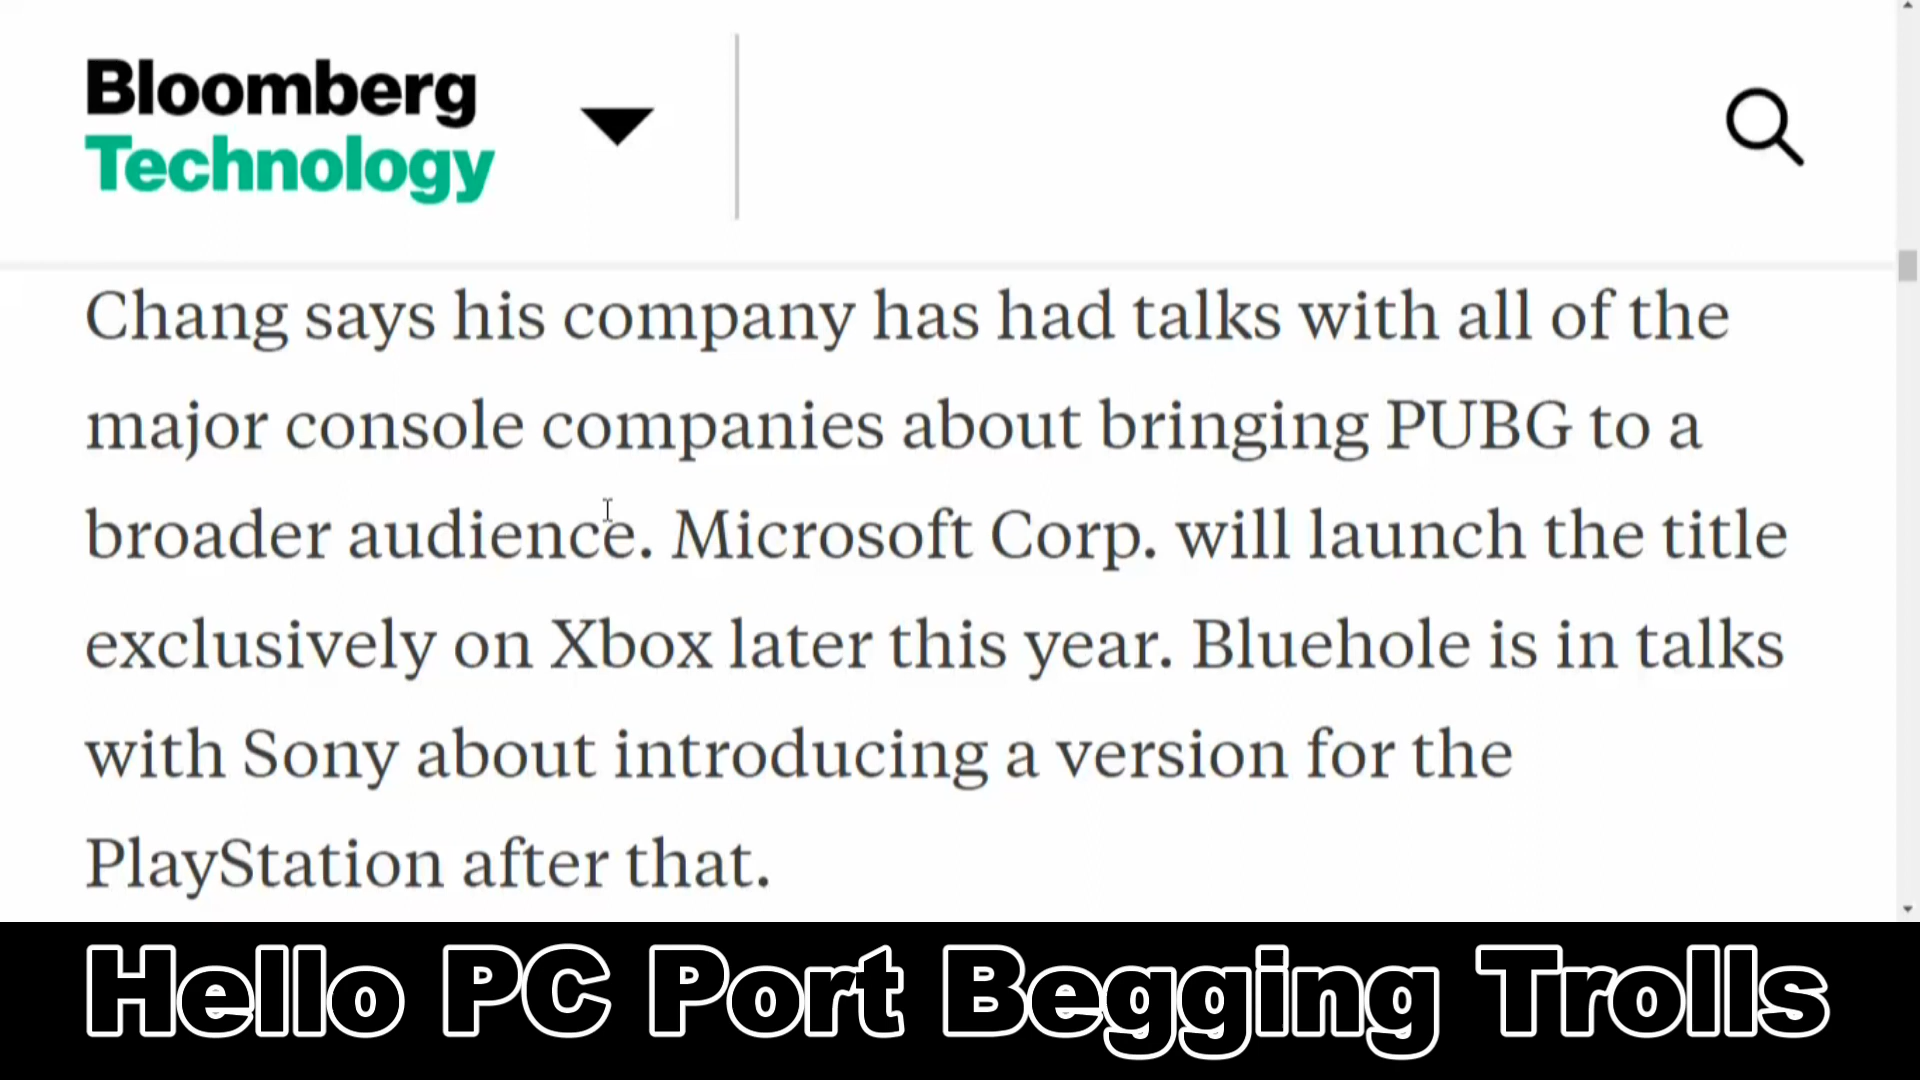 Bloomberg
Technology
Chang says his company has had talks with all of the
major console companies about bringing PUBG to a
broader audience. Microsoft Corp. will launch the title
exclusively on Xbox later this year. Bluehole is in talks
with Sony about introducing a version for the
PlayStation after that.
Hello PC Port Begging Trolls